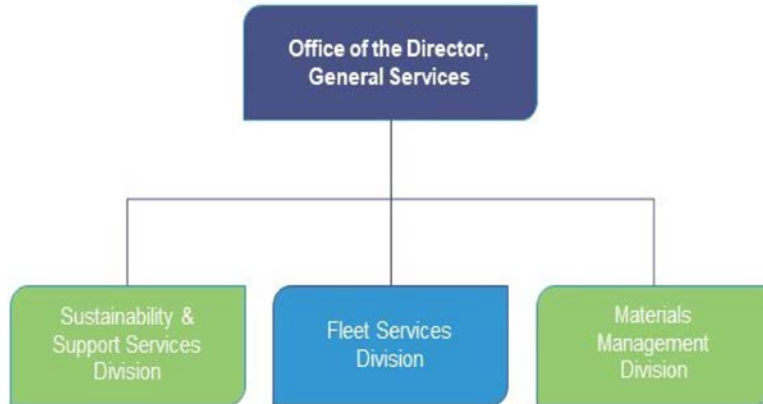 Office of the Director,
General Services
Sustainability &
Support Services
Division
Fleet Services
Division
Materials
Management
Division